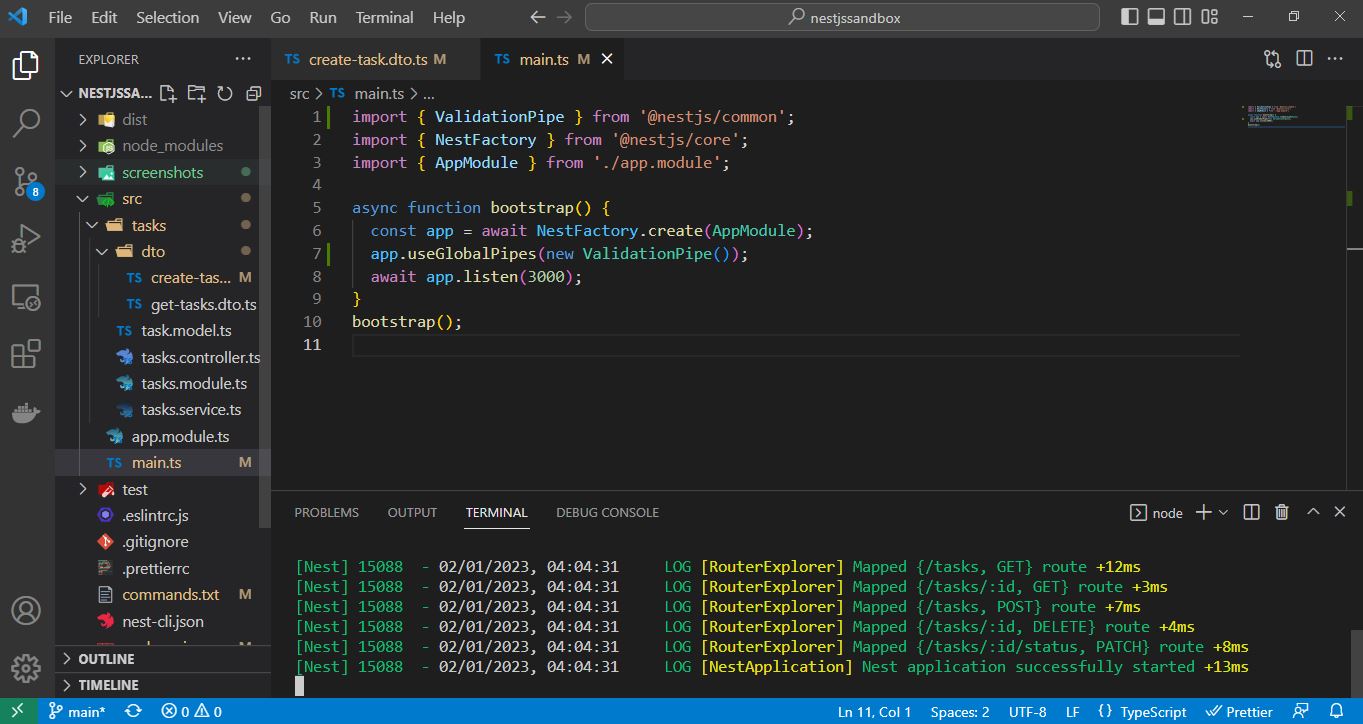 File Edit Selection View Go Run Terminal Help
nestjssandbox
EXPLORER
NESTJSSA...
dist
node_modules
screenshots
src
tasks
dto
TS create-tas... M
TS get-tasks.dto.ts
TS task.model.ts
tasks.controller.ts
tasks.module.ts
tasks.service.ts
app.module.ts
TS main.ts M
test
.eslintrc.js
.gitignore
.prettierrc
commands.txt M
nest-cli.json
OUTLINE
TIMELINE
8
TS create-task.dto.ts M
TS main.ts M
src > TS main.ts > ...
1 import { ValidationPipe } from '@nestjs/common';
2 import { NestFactory } from '@nestjs/core';
3 import { AppModule } from './app.module';
4
5 async function bootstrap() {
6 const app = await NestFactory.create(AppModule);
7 app.useGlobalPipes(new ValidationPipe());
8 await app.listen(3000);
9 }
10 bootstrap();
11
PROBLEMS OUTPUT TERMINAL DEBUG CONSOLE
node
[Nest] 15088 - 02/01/2023, 04:04:31 LOG [RouterExplorer] Mapped {/tasks, GET} route +12ms
[Nest] 15088 - 02/01/2023, 04:04:31 LOG [RouterExplorer] Mapped {/tasks/:id, GET} route +3ms
[Nest] 15088 - 02/01/2023, 04:04:31 LOG [RouterExplorer] Mapped {/tasks, POST} route +7ms
[Nest] 15088 - 02/01/2023, 04:04:31 LOG [RouterExplorer] Mapped {/tasks/:id, DELETE} route +4ms
[Nest] 15088 - 02/01/2023, 04:04:31 LOG [RouterExplorer] Mapped {/tasks/:id/status, PATCH} route +8ms
[Nest] 15088 - 02/01/2023, 04:04:31 LOG [NestApplication] Nest application successfully started +13ms
main* 0 0 Ln 11, Col 1 Spaces: 2 UTF-8 LF {} TypeScript Prettier